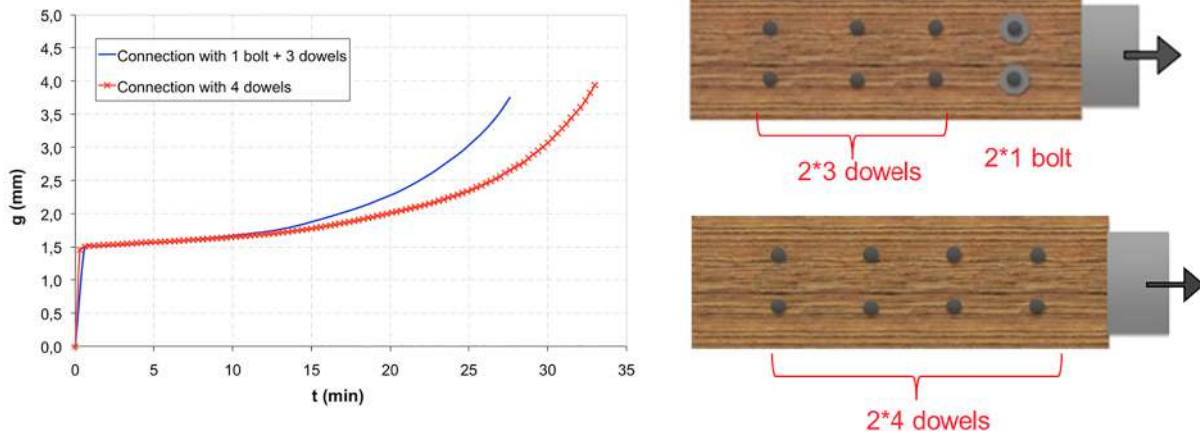 5,0
4,5
4,0
3,5
3,0
2,5
2,0
1,5
1,0
0,5
0,0
g (mm)
Connection with 1 bolt + 3 dowels
Connection with 4 dowels
0 5 10 15 20 25 30 35
t (min)
2*3 dowels
2*1 bolt
2*4 dowels